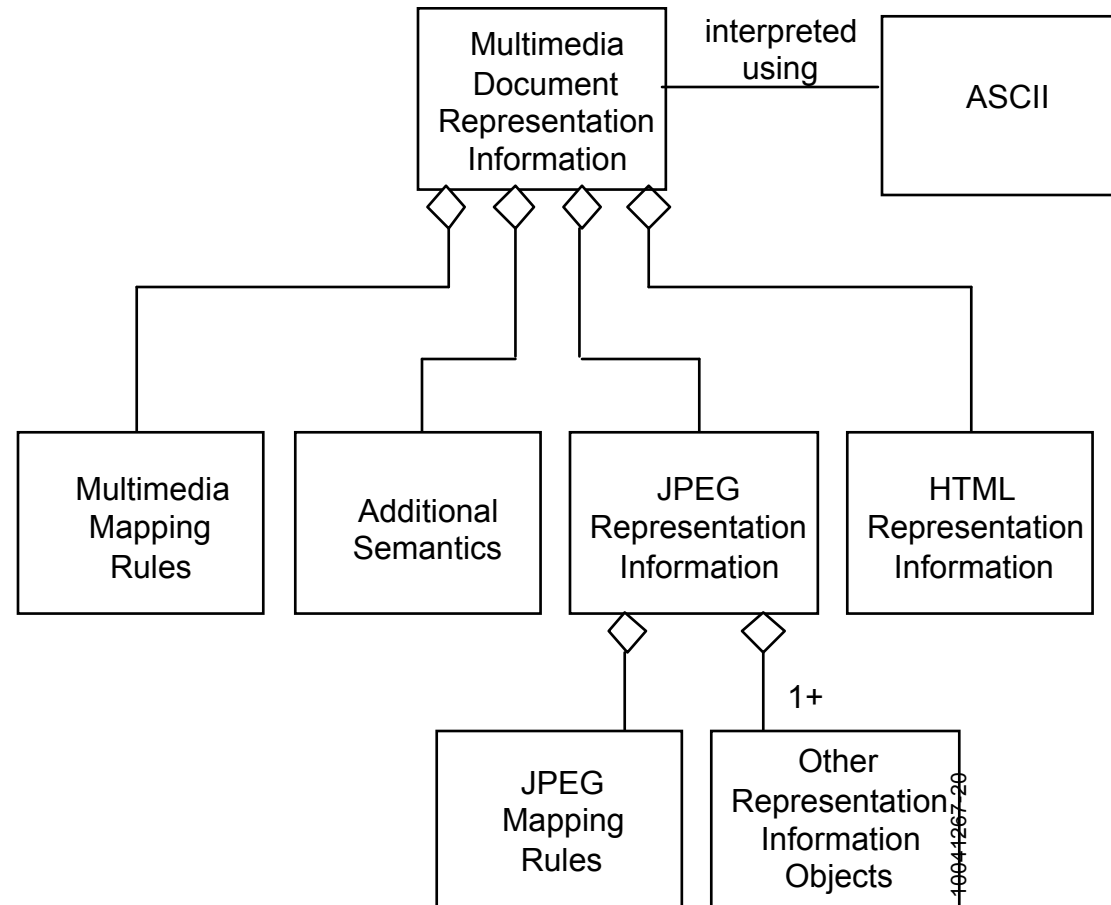 Multimedia
Document
Representation
Information
interpreted
using
ASCII
Multimedia
Mapping
Rules
Additional
Semantics
JPEG
Representation
Information
HTML
Representation
Information
1+
JPEG
Mapping
Rules
Other
Representation
Information
Objects
10041267-20